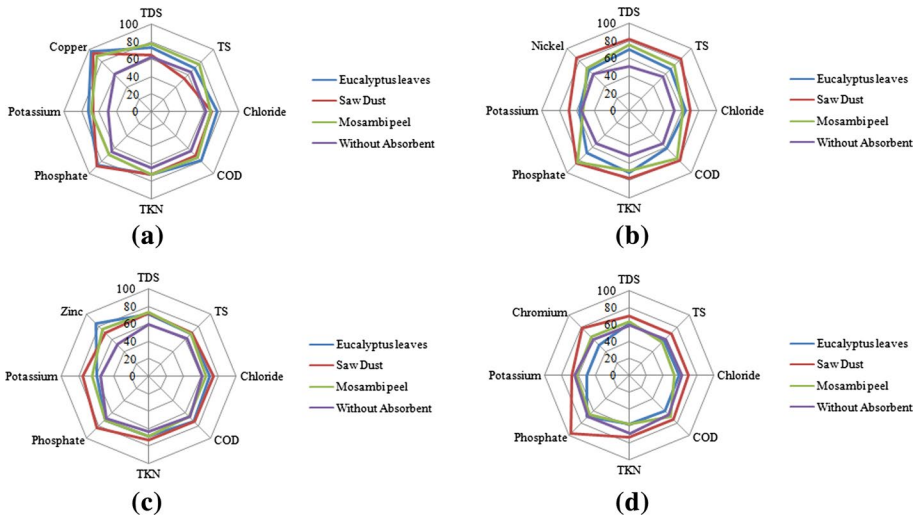 TDS
100
80
60
40
20
0
TS
Chloride
COD
TKN
Phosphate
Potassium
Copper
Eucalyptus leaves
Saw Dust
Mosambi peel
Without Absorbent
(a)
TDS
100
80
60
40
20
0
TS
Chloride
COD
TKN
Phosphate
Potassium
Nickel
Eucalyptus leaves
Saw Dust
Mosambi peel
Without Absorbent
(b)
TDS
100
80
60
40
20
0
TS
Chloride
COD
TKN
Phosphate
Potassium
Zinc
Eucalyptus leaves
Saw Dust
Mosambi peel
Without Absorbent
(c)
TDS
100
80
60
40
20
0
TS
Chloride
COD
TKN
Phosphate
Potassium
Chromium
Eucalyptus leaves
Saw Dust
Mosambi peel
Without Absorbent
(d)